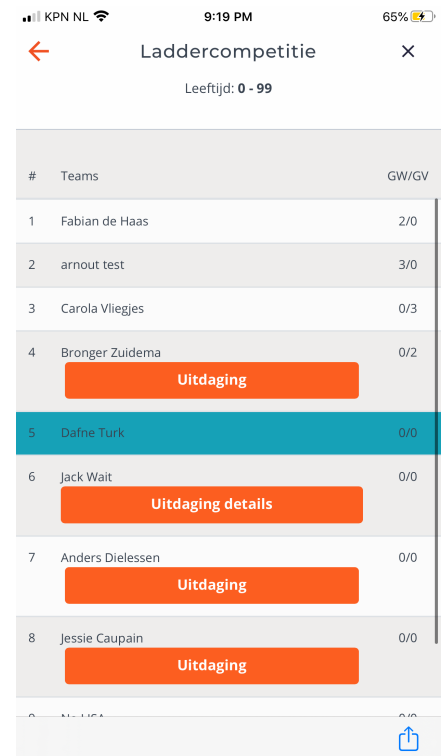 KPN NL 9:19 PM 65%
Laddercompetitie
Leeftijd: 0 - 99
# Teams GW/GV
1 Fabian de Haas 2/0
2 arnout test 3/0
3 Carola Vliegjes 0/3
4 Bronger Zuidema 0/2
Uitdaging
5 Dafne Turk 0/0
6 Jack Wait 0/0
Uitdaging details
7 Anders Dielessen 0/0
Uitdaging
8 Jessie Caupain 0/0
Uitdaging